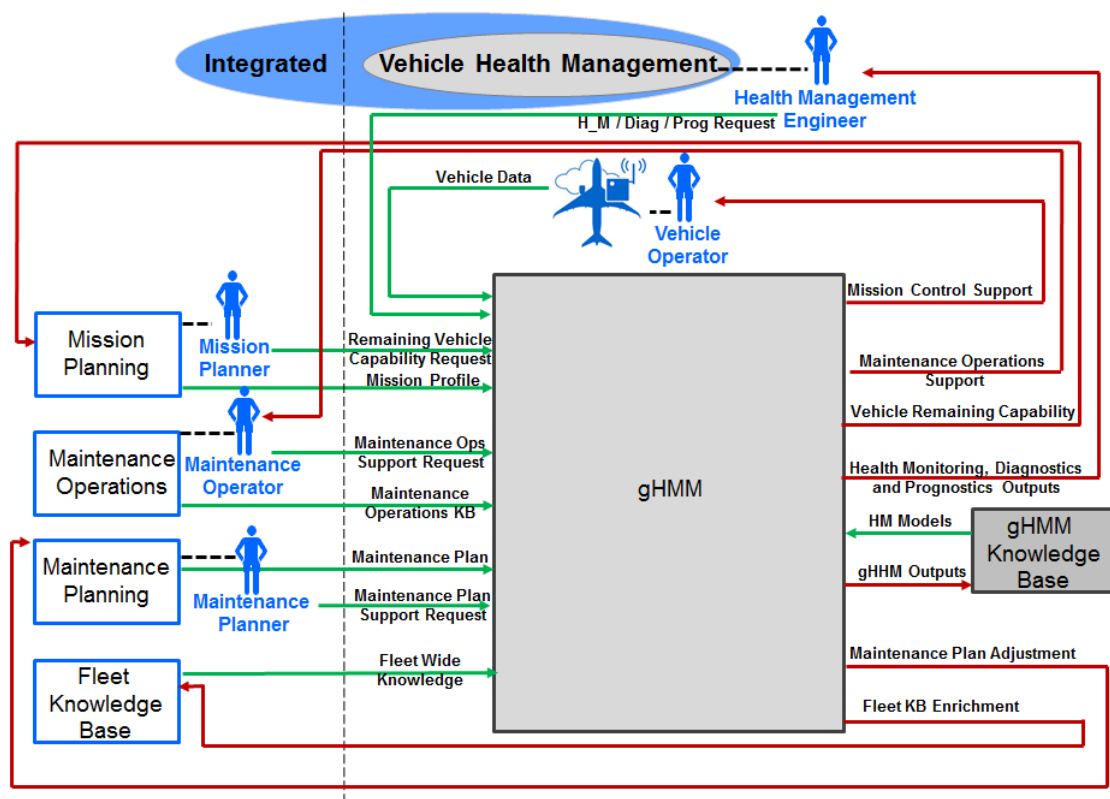 Integrated
Vehicle Health Management
Health Management
Engineer
H_M / Diag / Prog Request
Vehicle Data
Vehicle
Operator
Mission
Planning
Mission
Planner
Remaining Vehicle
Capability Request
Mission Profile
Maintenance
Operations
Maintenance
Operator
Maintenance Ops
Support Request
Maintenance
Operations KB
Maintenance
Planning
Maintenance
Planner
Maintenance Plan
Maintenance Plan
Support Request
Fleet
Knowledge
Base
Fleet Wide
Knowledge
gHMM
Mission Control Support
Maintenance Operations
Support
Vehicle Remaining Capability
Health Monitoring, Diagnostics
and Prognostics Outputs
HM Models
gHHM Outputs
gHMM
Knowledge
Base
Maintenance Plan Adjustment
Fleet KB Enrichment